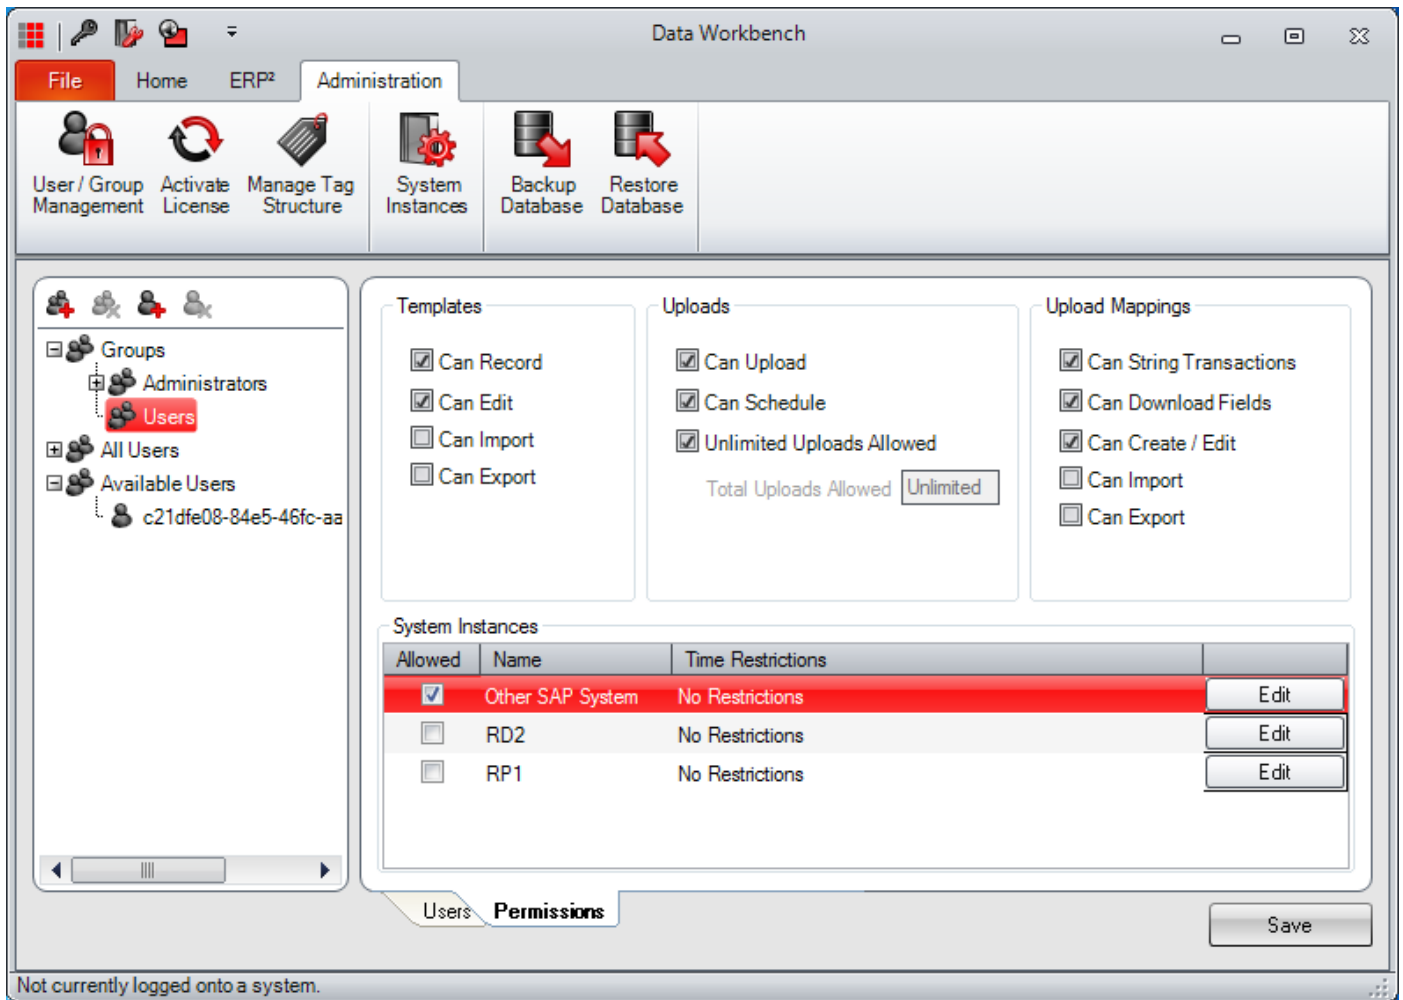 Data Workbench
File Home ERP² Administration
User / Group Management
Activate License
Manage Tag Structure
System Instances
Backup Database
Restore Database
Groups
Administrators
Users
All Users
Available Users
c21dfe08-84e5-46fc-aa
Templates
Can Record
Can Edit
Can Import
Can Export
Uploads
Can Upload
Can Schedule
Unlimited Uploads Allowed
Total Uploads Allowed Unlimited
Upload Mappings
Can String Transactions
Can Download Fields
Can Create / Edit
Can Import
Can Export
System Instances
Allowed Name Time Restrictions
Other SAP System No Restrictions Edit
RD2 No Restrictions Edit
RP1 No Restrictions Edit
Users Permissions
Save
Not currently logged onto a system.